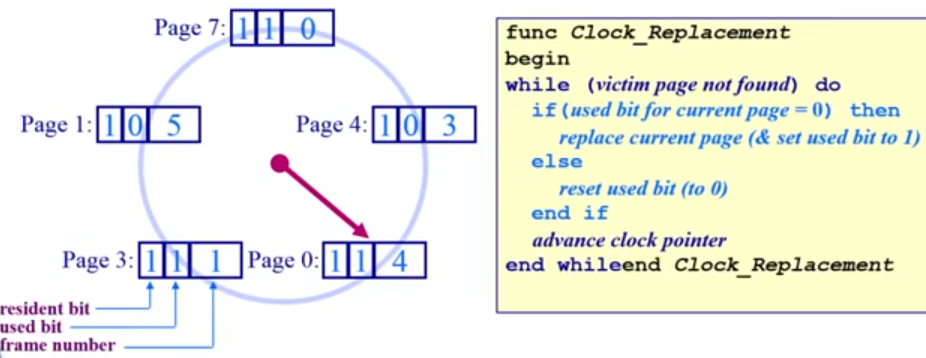 Page 7: 1 1 0
Page 1: 1 0 5
Page 4: 1 0 3
Page 3: 1 1 1
Page 0: 1 1 4
resident bit
used bit
frame number
func Clock_Replacement
begin
while (victim page not found) do
if (used bit for current page = 0) then
replace current page (& set used bit to 1)
else
reset used bit (to 0)
end if
advance clock pointer
end whileend Clock_Replacement